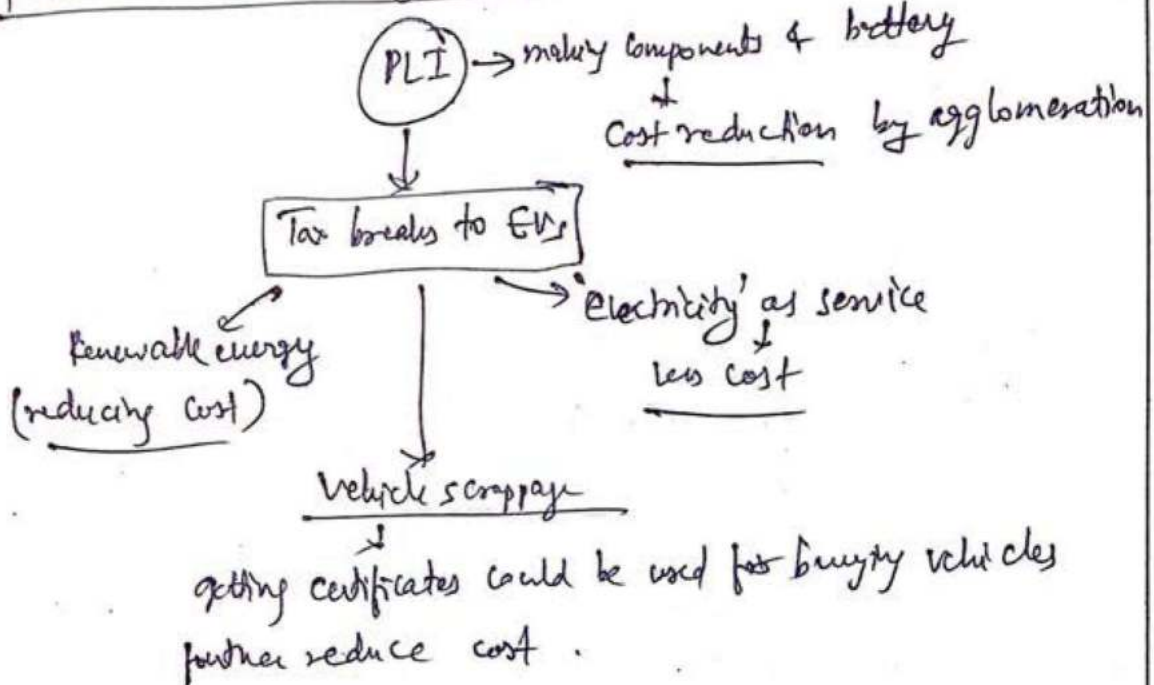 PLI → making components & battery
↓
Cost reduction by agglomeration
Tax breaks to EVs
'Electricity' as service
↓
less cost
Renewable energy
(reducing cost)
Vehicle scrappage
↓
getting certificates could be used for buying vehicles
further reduce cost .